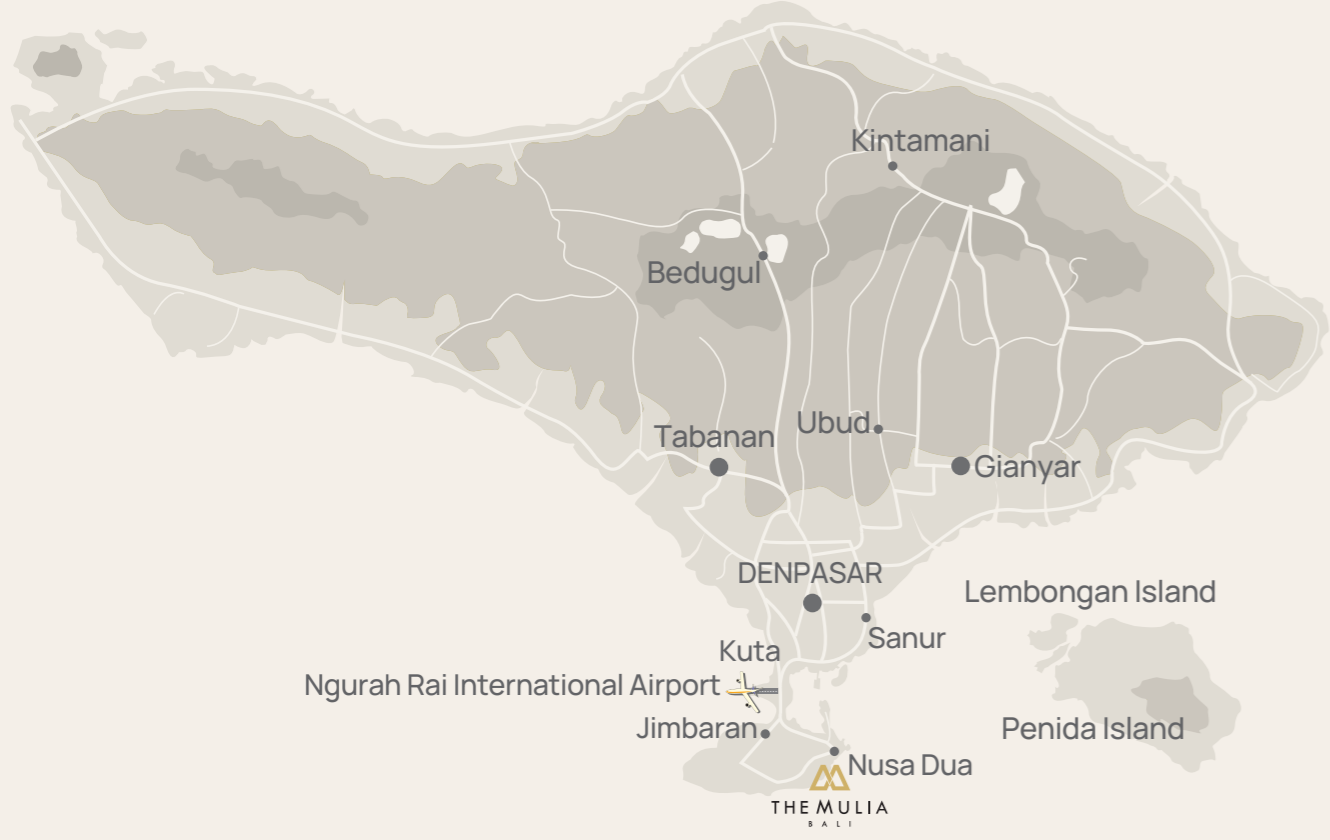 Kintamani
Bedugul
Ubud
Tabanan
Gianyar
DENPASAR
Lembongan Island
Sanur
Kuta
Ngurah Rai International Airport
Jimbaran
Penida Island
Nusa Dua
THE MULIA
BALI